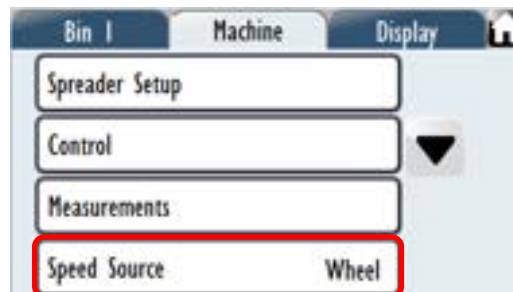 Bin 1 Machine Display
Spreader Setup
Control
Measurements
Speed Source Wheel